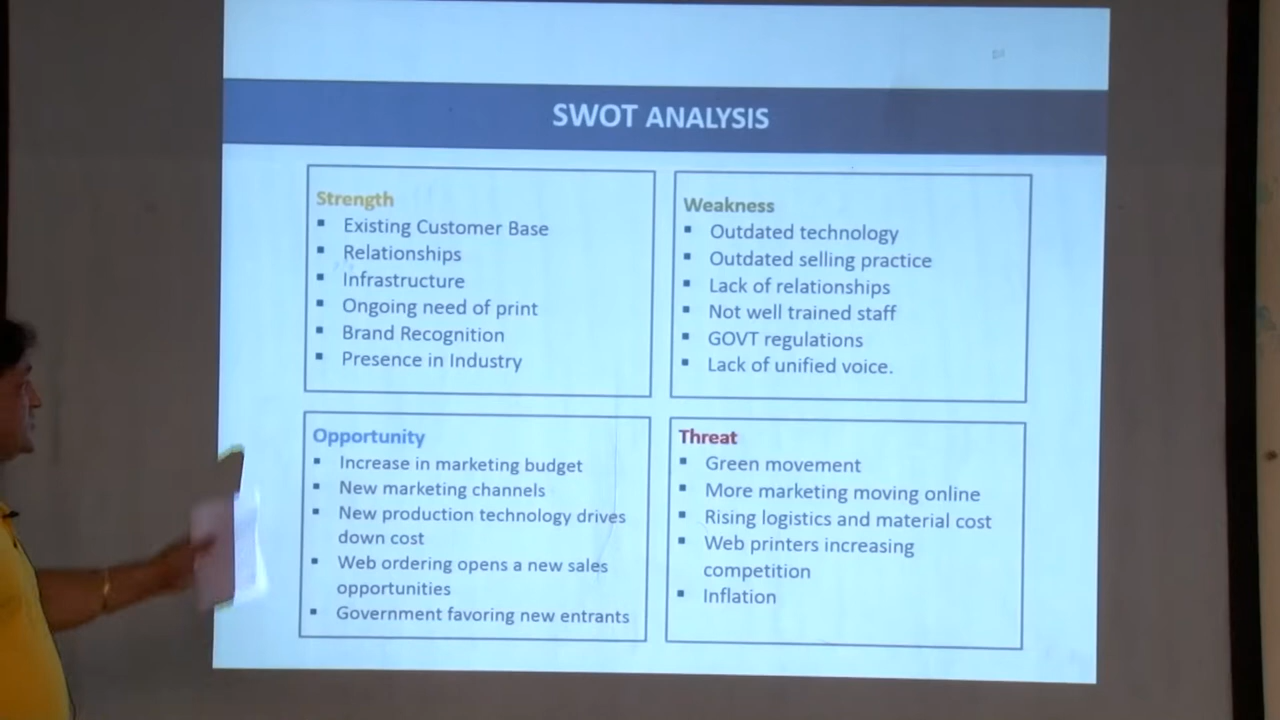 SWOT ANALYSIS
Strength
▪ Existing Customer Base
▪ Relationships
▪ Infrastructure
▪ Ongoing need of print
▪ Brand Recognition
▪ Presence in Industry
Weakness
▪ Outdated technology
▪ Outdated selling practice
▪ Lack of relationships
▪ Not well trained staff
▪ GOVT regulations
▪ Lack of unified voice.
Opportunity
▪ Increase in marketing budget
▪ New marketing channels
▪ New production technology drives
down cost
▪ Web ordering opens a new sales
opportunities
▪ Government favoring new entrants
Threat
▪ Green movement
▪ More marketing moving online
▪ Rising logistics and material cost
▪ Web printers increasing
competition
▪ Inflation